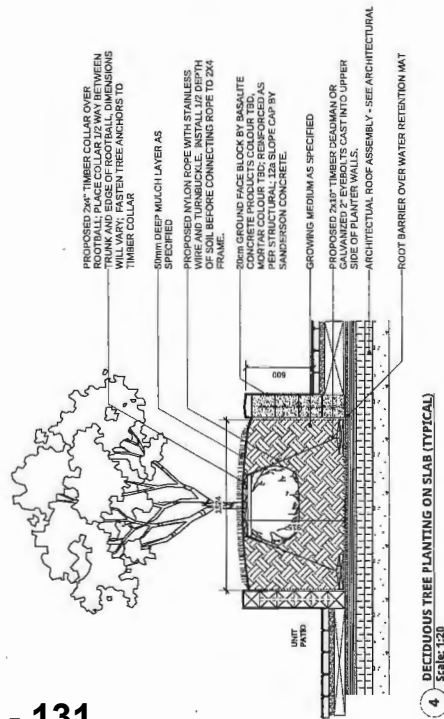 PROPOSED 2x4" TIMBER COLLAR OVER
ROOTBALL; PLACE COLLAR 1/2 WAY BETWEEN
TRUNK AND EDGE OF ROOTBALL, DIMENSIONS
WILL VARY; FASTEN TREE ANCHORS TO
TIMBER COLLAR
50mm DEEP MULCH LAYER AS
SPECIFIED
PROPOSED NYLON ROPE WITH STAINLESS
WIRE AND TURNBUCKLE. INSTALL 1/2 DEPTH
OF SOIL BEFORE CONNECTING ROPE TO 2X4
FRAME.
20cm GROUND FACE BLOCK BY BASALITE
CONCRETE PRODUCTS COLOUR TBD,
MORTAR COLOUR TBD; REINFORCED AS
PER STRUCTURAL; 12a SLOPE CAP BY
SANDERSON CONCRETE.
GROWING MEDIUM AS SPECIFIED
PROPOSED 2x10" TIMBER DEADMAN OR
GALVANIZED 2" EYEBOLTS CAST INTO UPPER
SIDE OF PLANTER WALLS.
ARCHITECTUAL ROOF ASSEMBLY - SEE ARCHITECTURAL
ROOT BARRIER OVER WATER RETENTION MAT
600
1524
UNIT
PATIO
4
DECIDUOUS TREE PLANTING ON SLAB (TYPICAL)
Scale: 1:20
131